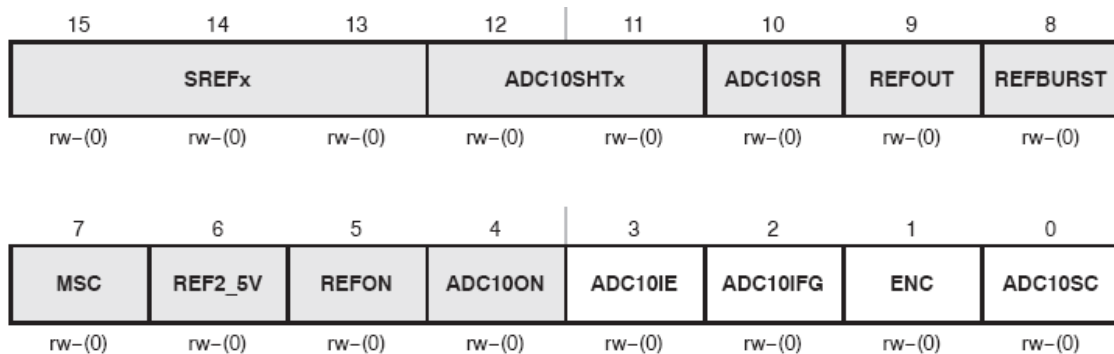 15 14 13 12 11 10 9 8
SREFx ADC10SHTx ADC10SR REFOUT REFBURST
rw−(0) rw−(0) rw−(0) rw−(0) rw−(0) rw−(0) rw−(0) rw−(0)
7 6 5 4 3 2 1 0
MSC REF2_5V REFON ADC10ON ADC10IE ADC10IFG ENC ADC10SC
rw−(0) rw−(0) rw−(0) rw−(0) rw−(0) rw−(0) rw−(0) rw−(0)